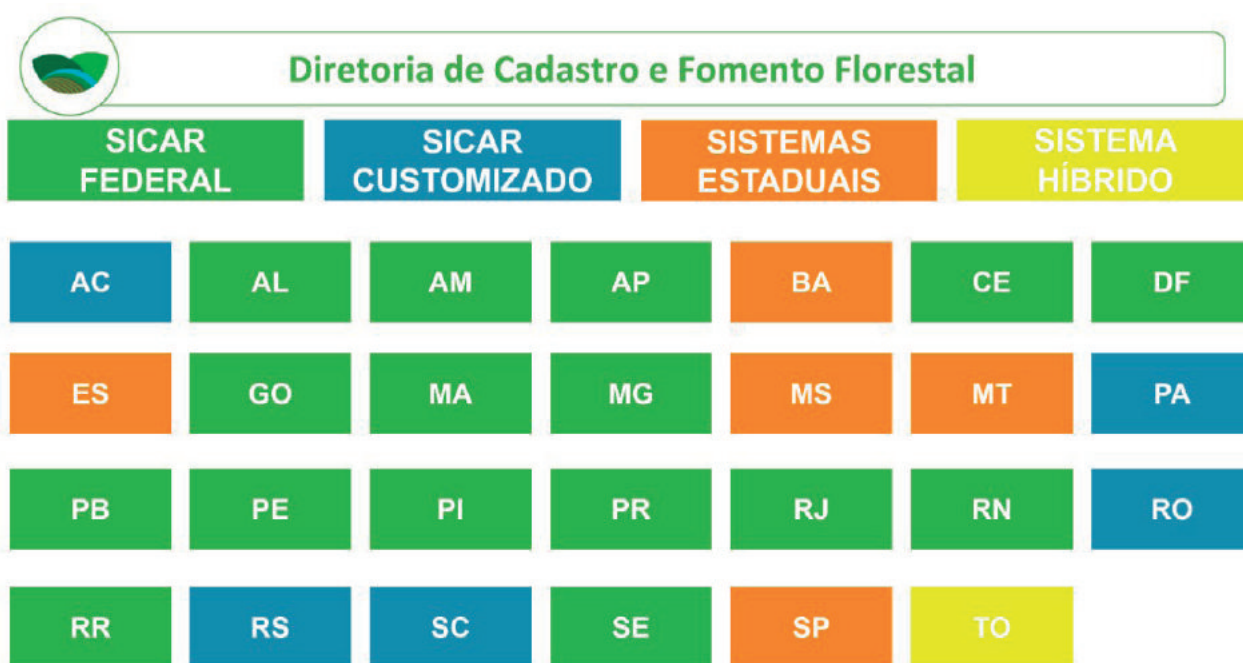 Diretoria de Cadastro e Fomento Florestal
SICAR FEDERAL
SICAR CUSTOMIZADO
SISTEMAS ESTADUAIS
SISTEMA HÍBRIDO
AC AL AM AP BA CE DF
ES GO MA MG MS MT PA
PB PE PI PR RJ RN RO
RR RS SC SE SP TO